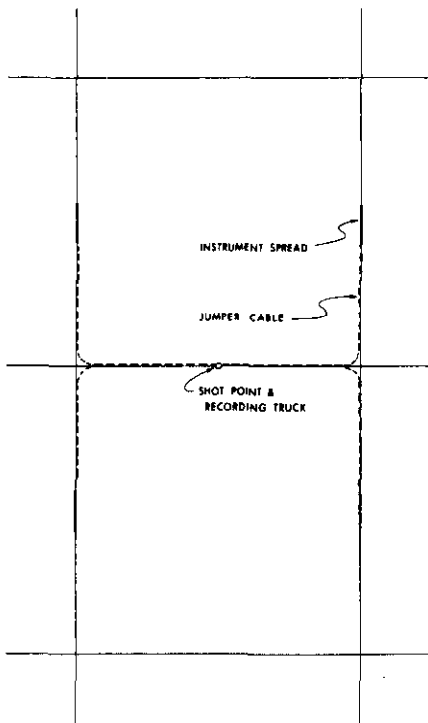 INSTRUMENT SPREAD
JUMPER CABLE
SHOT POINT &
RECORDING TRUCK